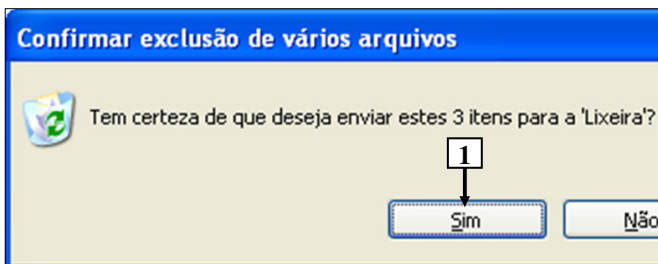 Confirmar exclusão de vários arquivos
Tem certeza de que deseja enviar estes 3 itens para a 'Lixeira'?
1
Sim
Não